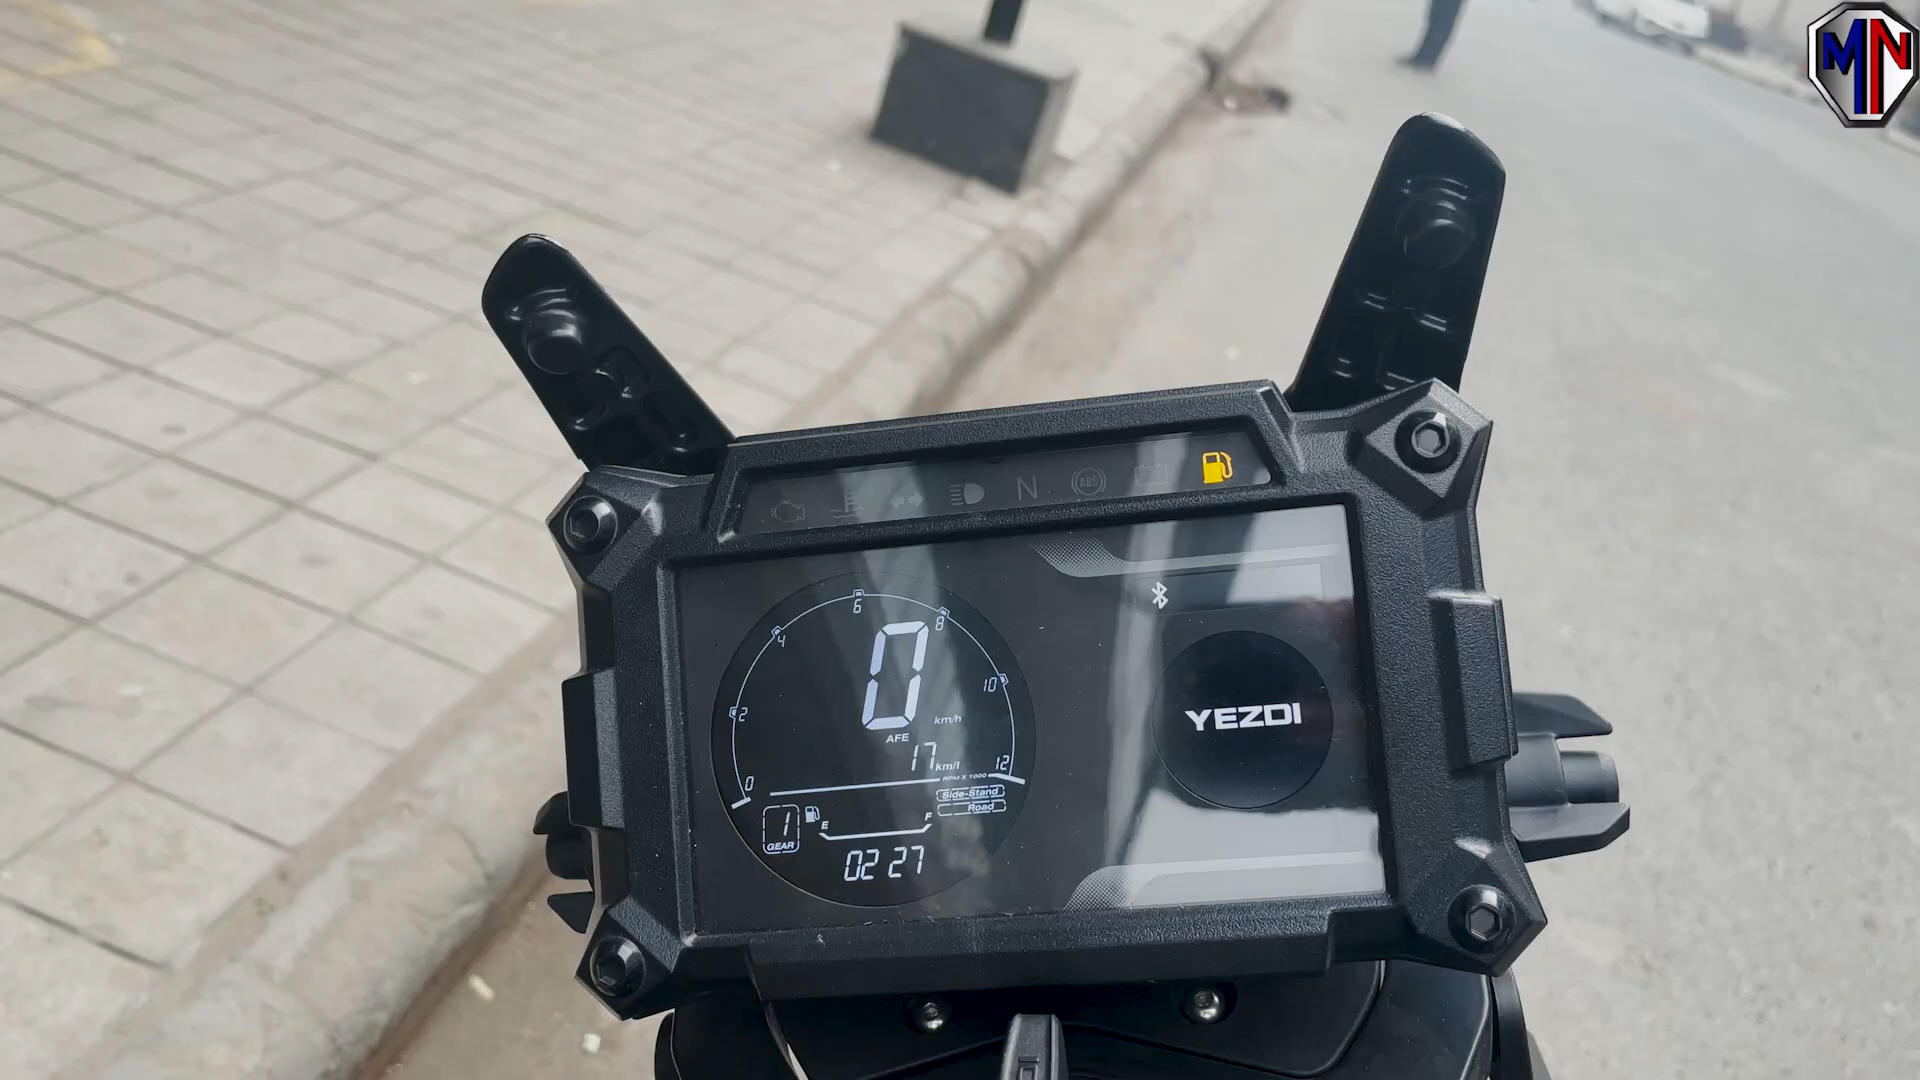 MN
N
ABS
6
4
8
0
10
2
km/h
AFE
17 km/l
12
RPM X 1000
0
Side-Stand
Road
1
GEAR
E
F
02 27
YEZDI